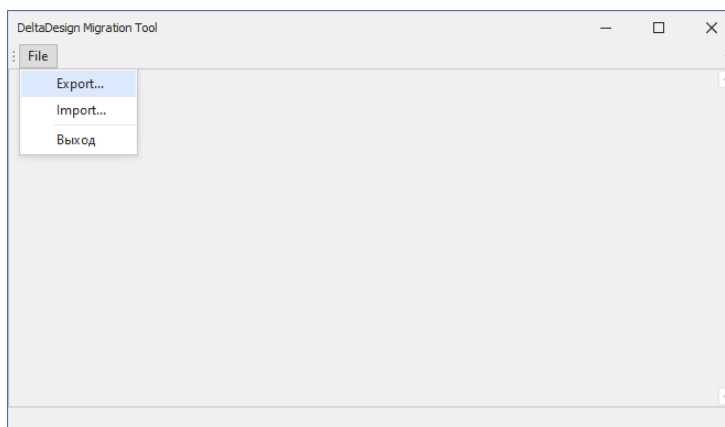 DeltaDesign Migration Tool
File
Export...
Import...
Выход